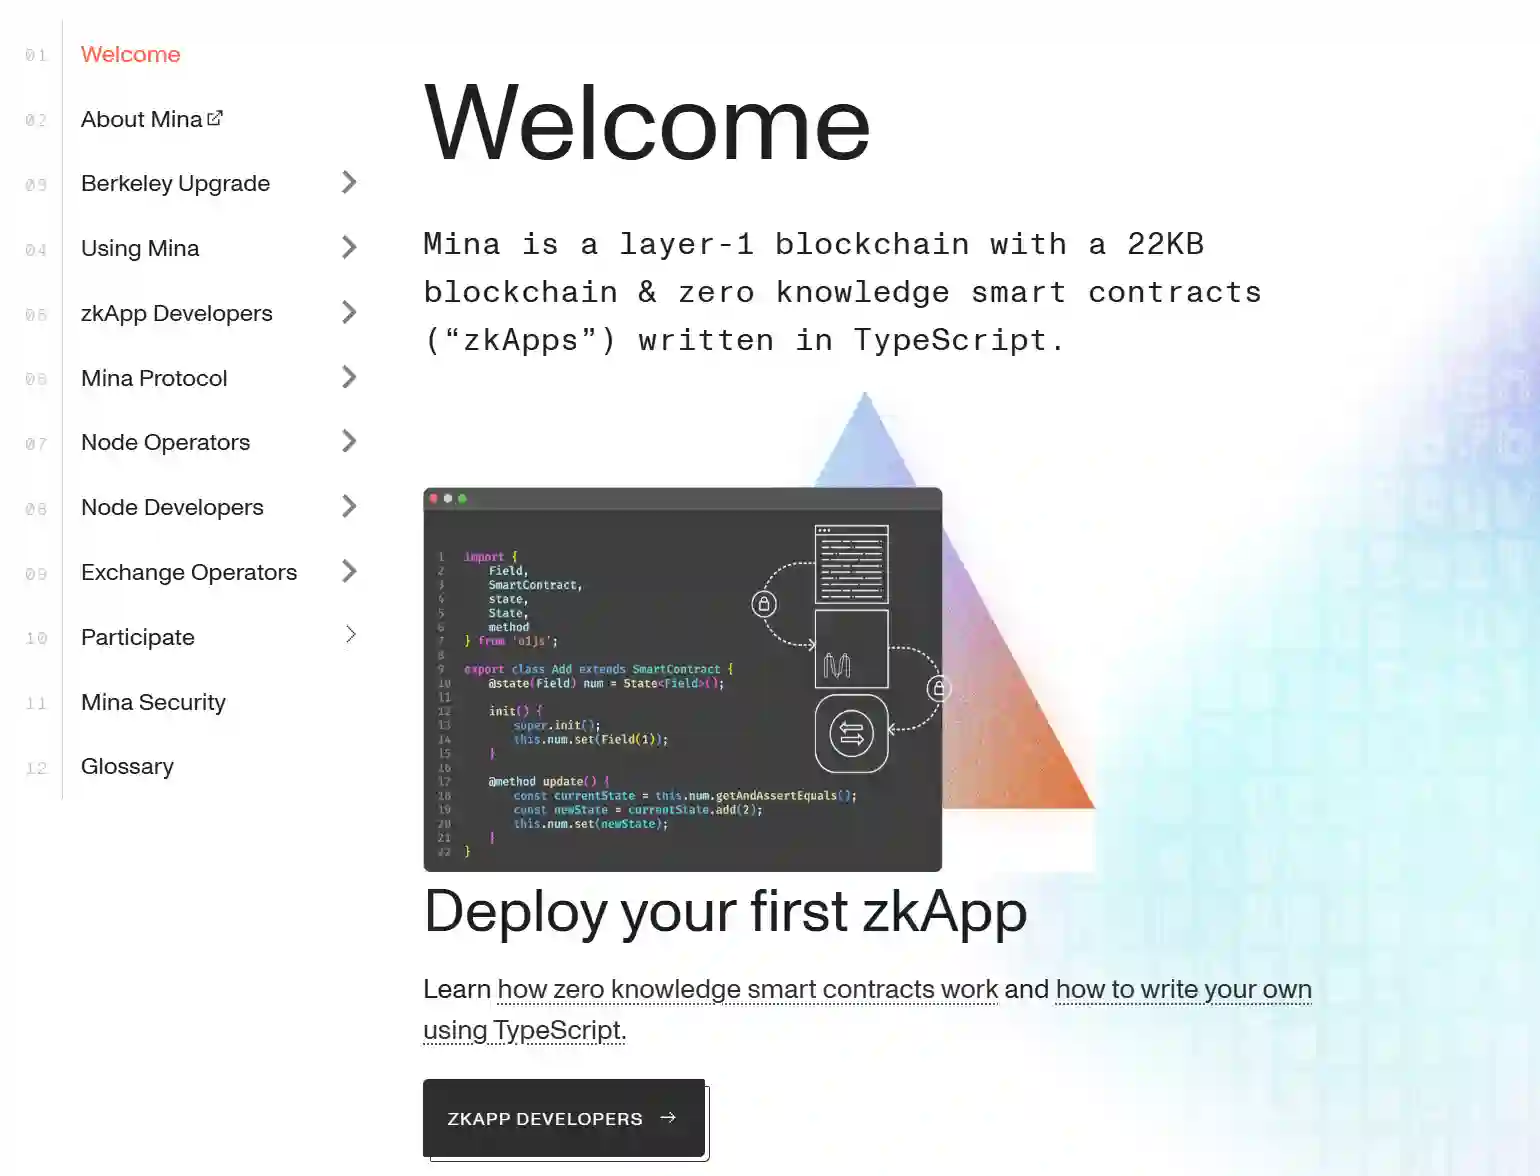 01 Welcome
02 About Mina
03 Berkeley Upgrade
04 Using Mina
05 zkApp Developers
06 Mina Protocol
07 Node Operators
08 Node Developers
09 Exchange Operators
10 Participate
11 Mina Security
12 Glossary
Welcome
Mina is a layer-1 blockchain with a 22KB
blockchain & zero knowledge smart contracts
(“zkApps”) written in TypeScript.
1 import {
2 Field,
3 SmartContract,
4 state,
5 State,
6 method
7 } from 'o1js';
8
9 export class Add extends SmartContract {
10 @state(Field) num = State<Field>();
11
12 init() {
13 super.init();
14 this.num.set(Field(1));
15 }
16
17 @method update() {
18 const currentState = this.num.getAndAssertEquals();
19 const newState = currentState.add(2);
20 this.num.set(newState);
21 }
22 }
Deploy your first zkApp
Learn how zero knowledge smart contracts work and how to write your own
using TypeScript.
ZKAPP DEVELOPERS →